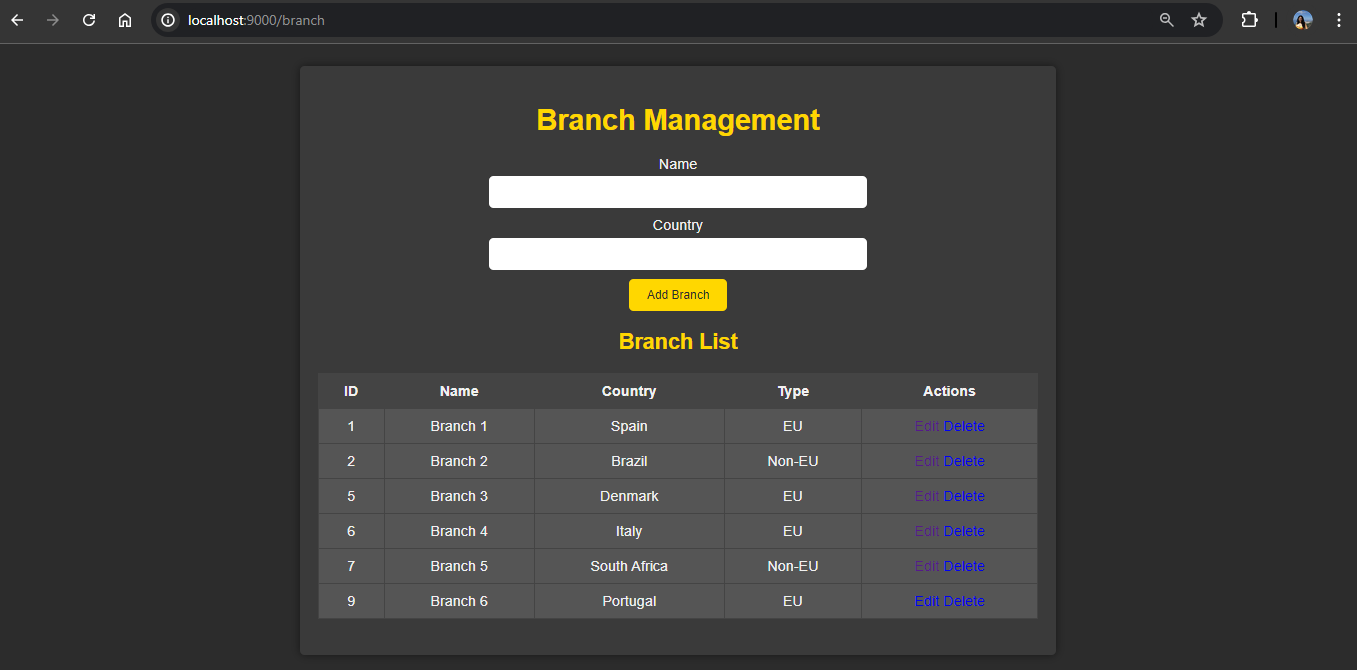 localhost:9000/branch
Branch Management
Name
Country
Add Branch
Branch List
ID Name Country Type Actions
1 Branch 1 Spain EU Edit Delete
2 Branch 2 Brazil Non-EU Edit Delete
5 Branch 3 Denmark EU Edit Delete
6 Branch 4 Italy EU Edit Delete
7 Branch 5 South Africa Non-EU Edit Delete
9 Branch 6 Portugal EU Edit Delete